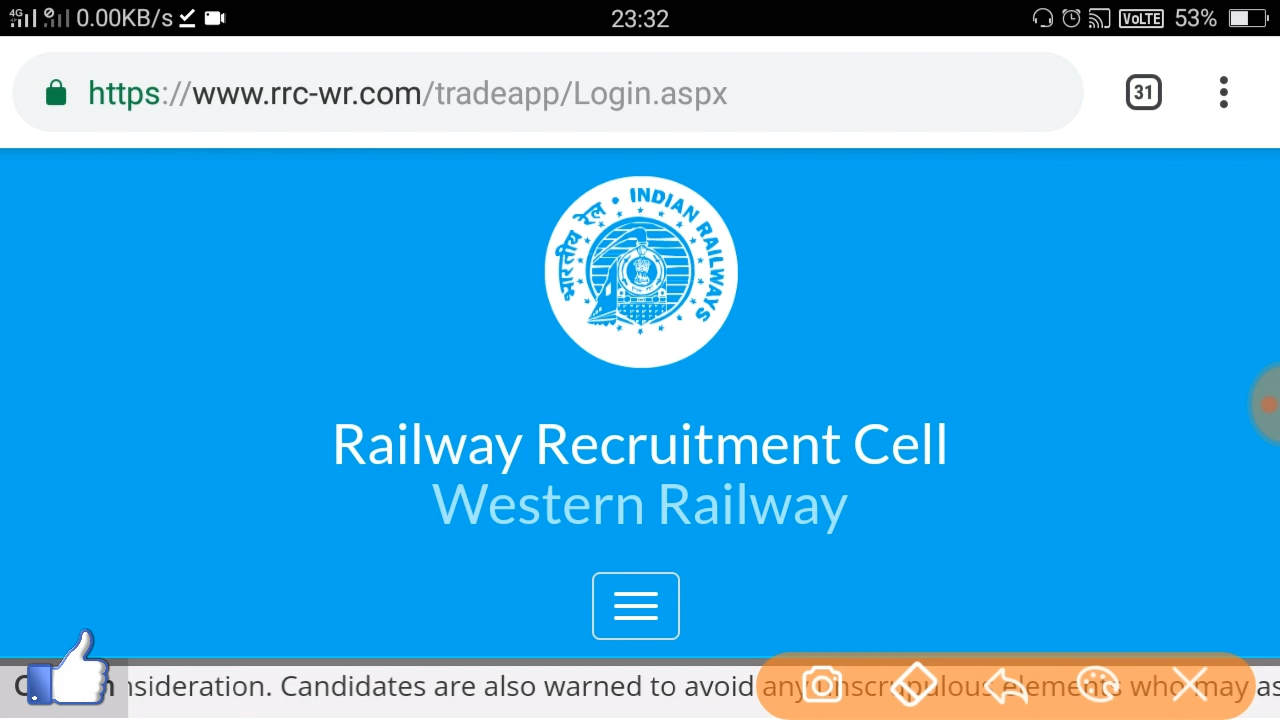 4G 0.00KB/s 23:32 VoLTE 53%
https://www.rrc-wr.com/tradeapp/Login.aspx 31
भारतीय रेल • INDIAN RAILWAYS
Railway Recruitment Cell
Western Railway
nsideration. Candidates are also warned to avoid any unscrupulous elements who may as